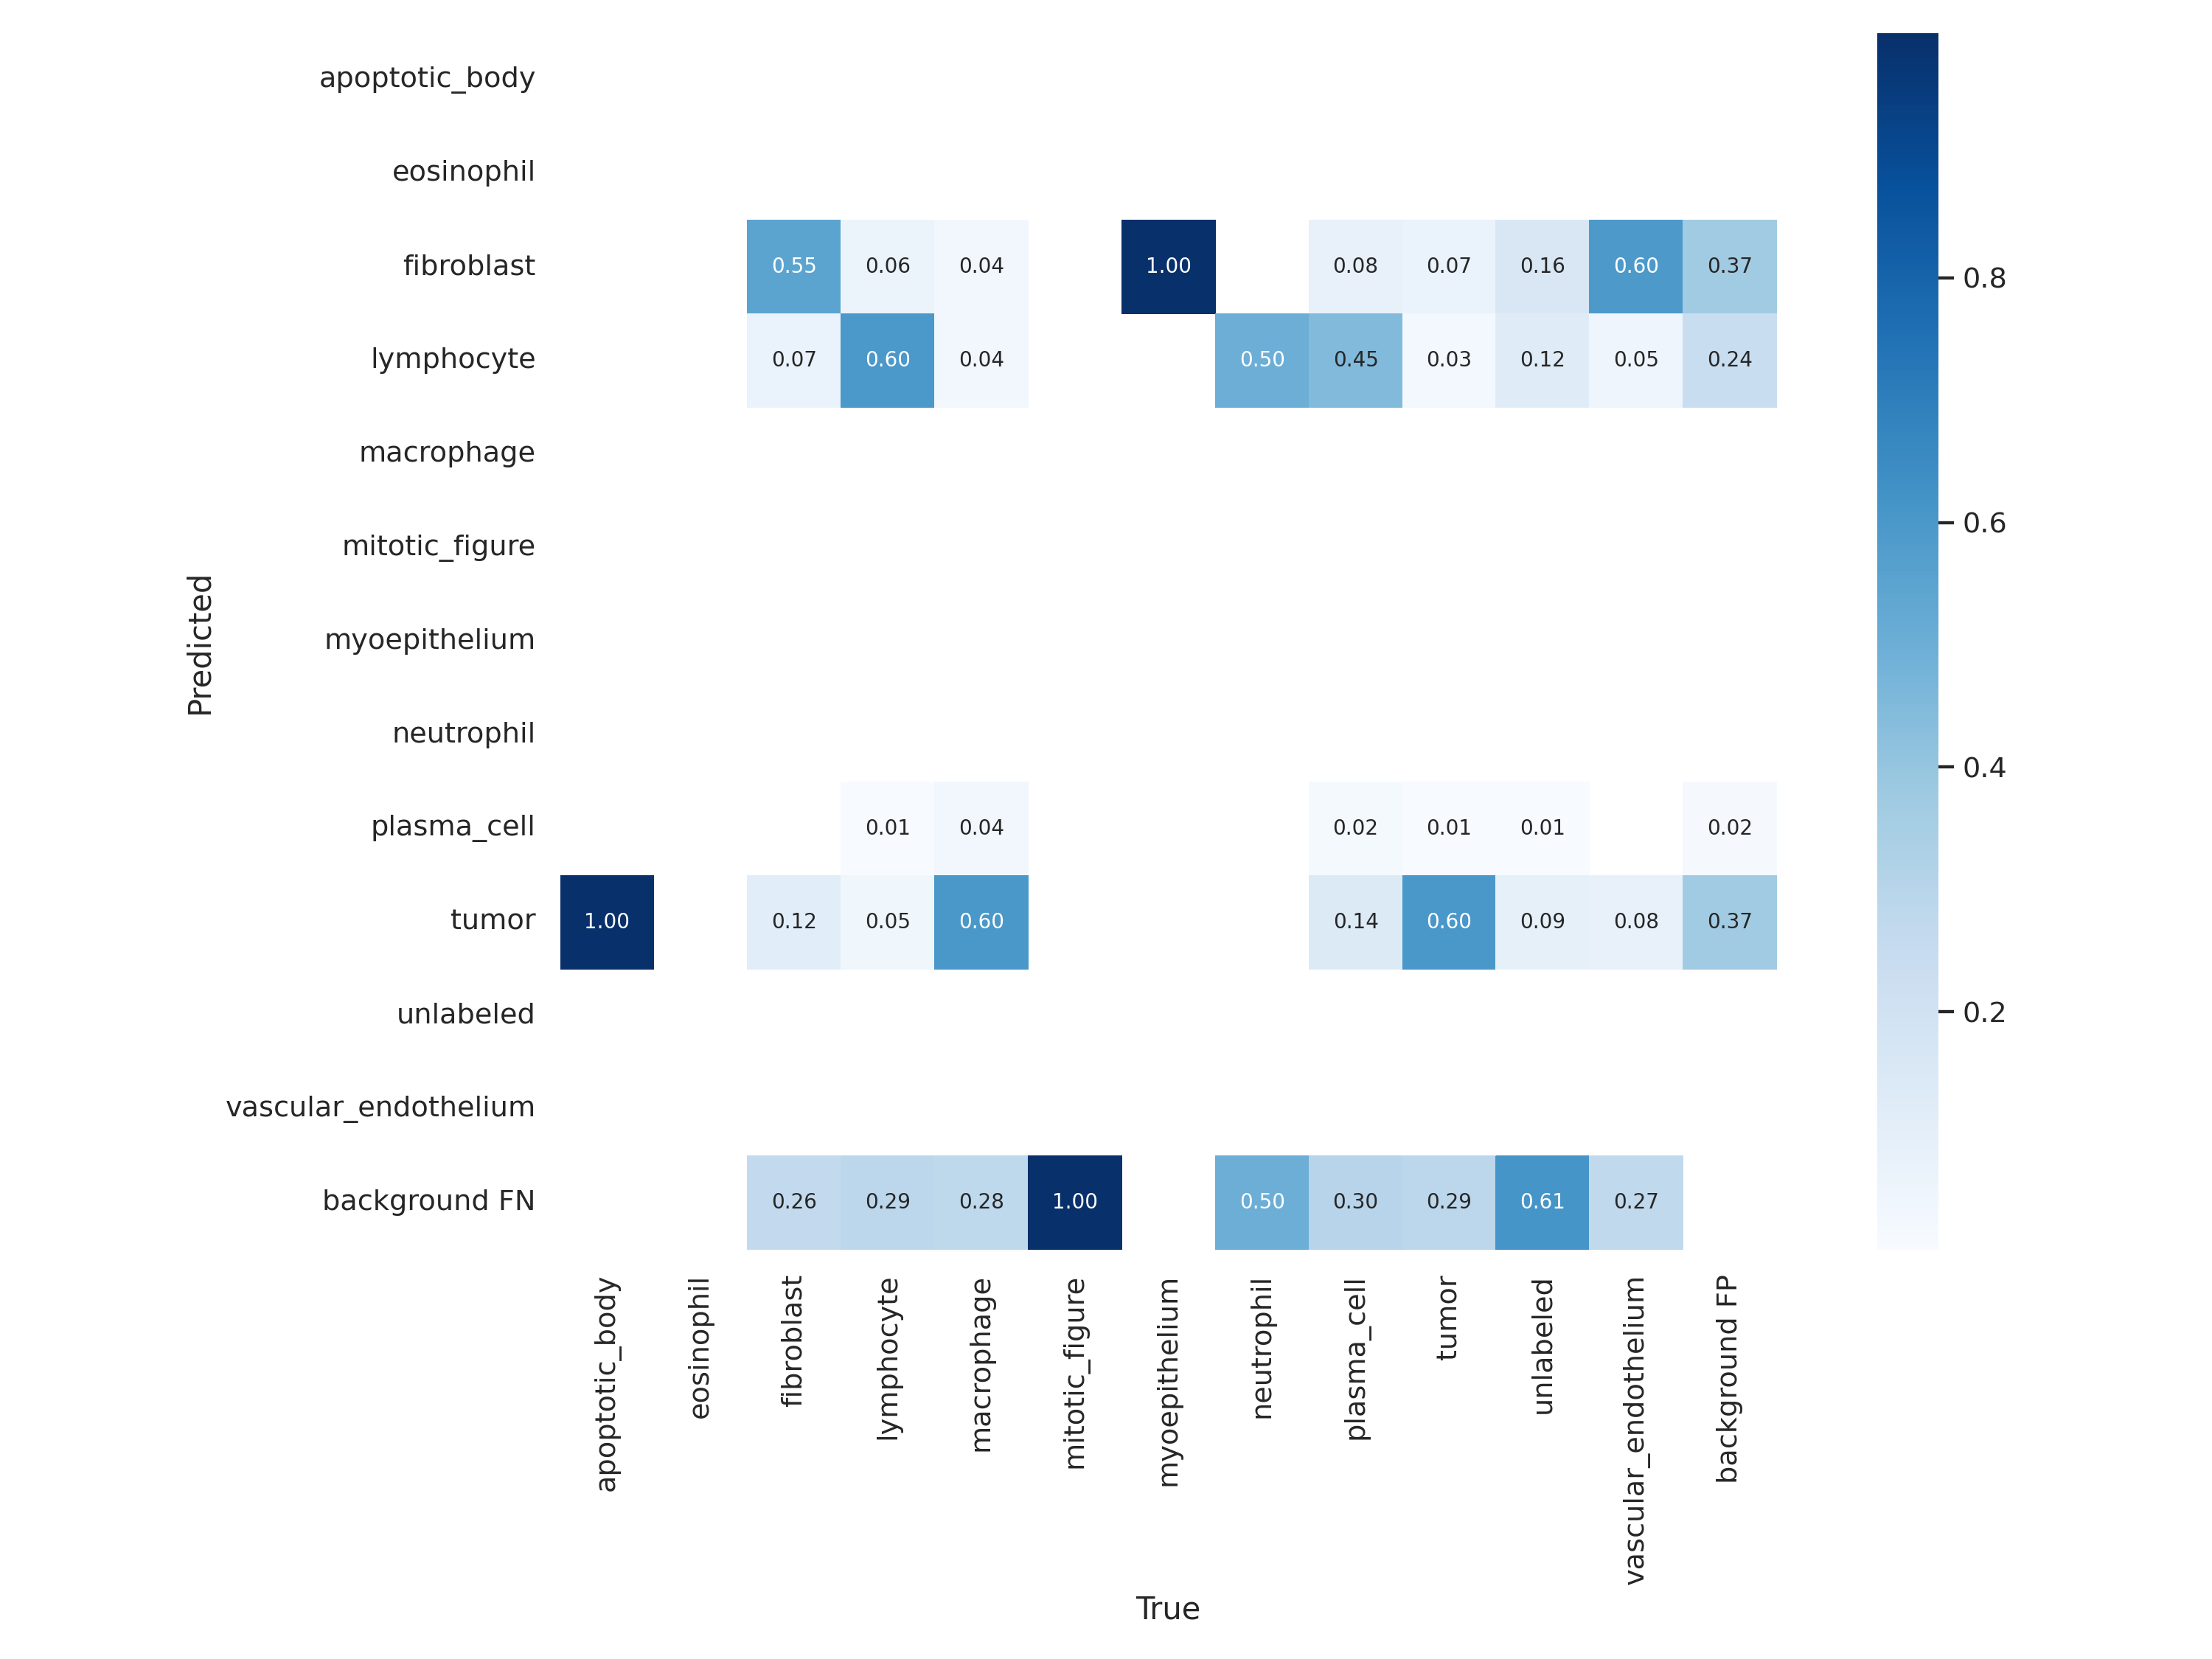 apoptotic_body
eosinophil
fibroblast 0.55 0.06 0.04 1.00 0.08 0.07 0.16 0.60 0.37
0.8
lymphocyte 0.07 0.60 0.04 0.50 0.45 0.03 0.12 0.05 0.24
macrophage
0.6
mitotic_figure
Predicted
myoepithelium
neutrophil
0.4
plasma_cell 0.01 0.04 0.02 0.01 0.01 0.02
tumor 1.00 0.12 0.05 0.60 0.14 0.60 0.09 0.08 0.37
unlabeled
0.2
vascular_endothelium
background FN 0.26 0.29 0.28 1.00 0.50 0.30 0.29 0.61 0.27
apoptotic_body
eosinophil
fibroblast
lymphocyte
macrophage
mitotic_figure
myoepithelium
neutrophil
plasma_cell
tumor
unlabeled
vascular_endothelium
background FP
True